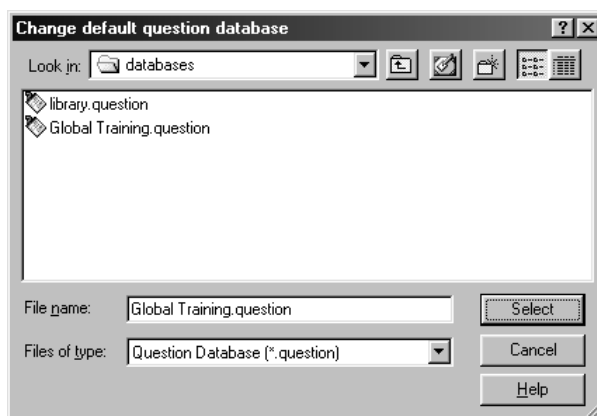 Change default question database
Look in: databases
library.question
Global Training.question
File name: Global Training.question Select
Files of type: Question Database (*.question) Cancel
Help